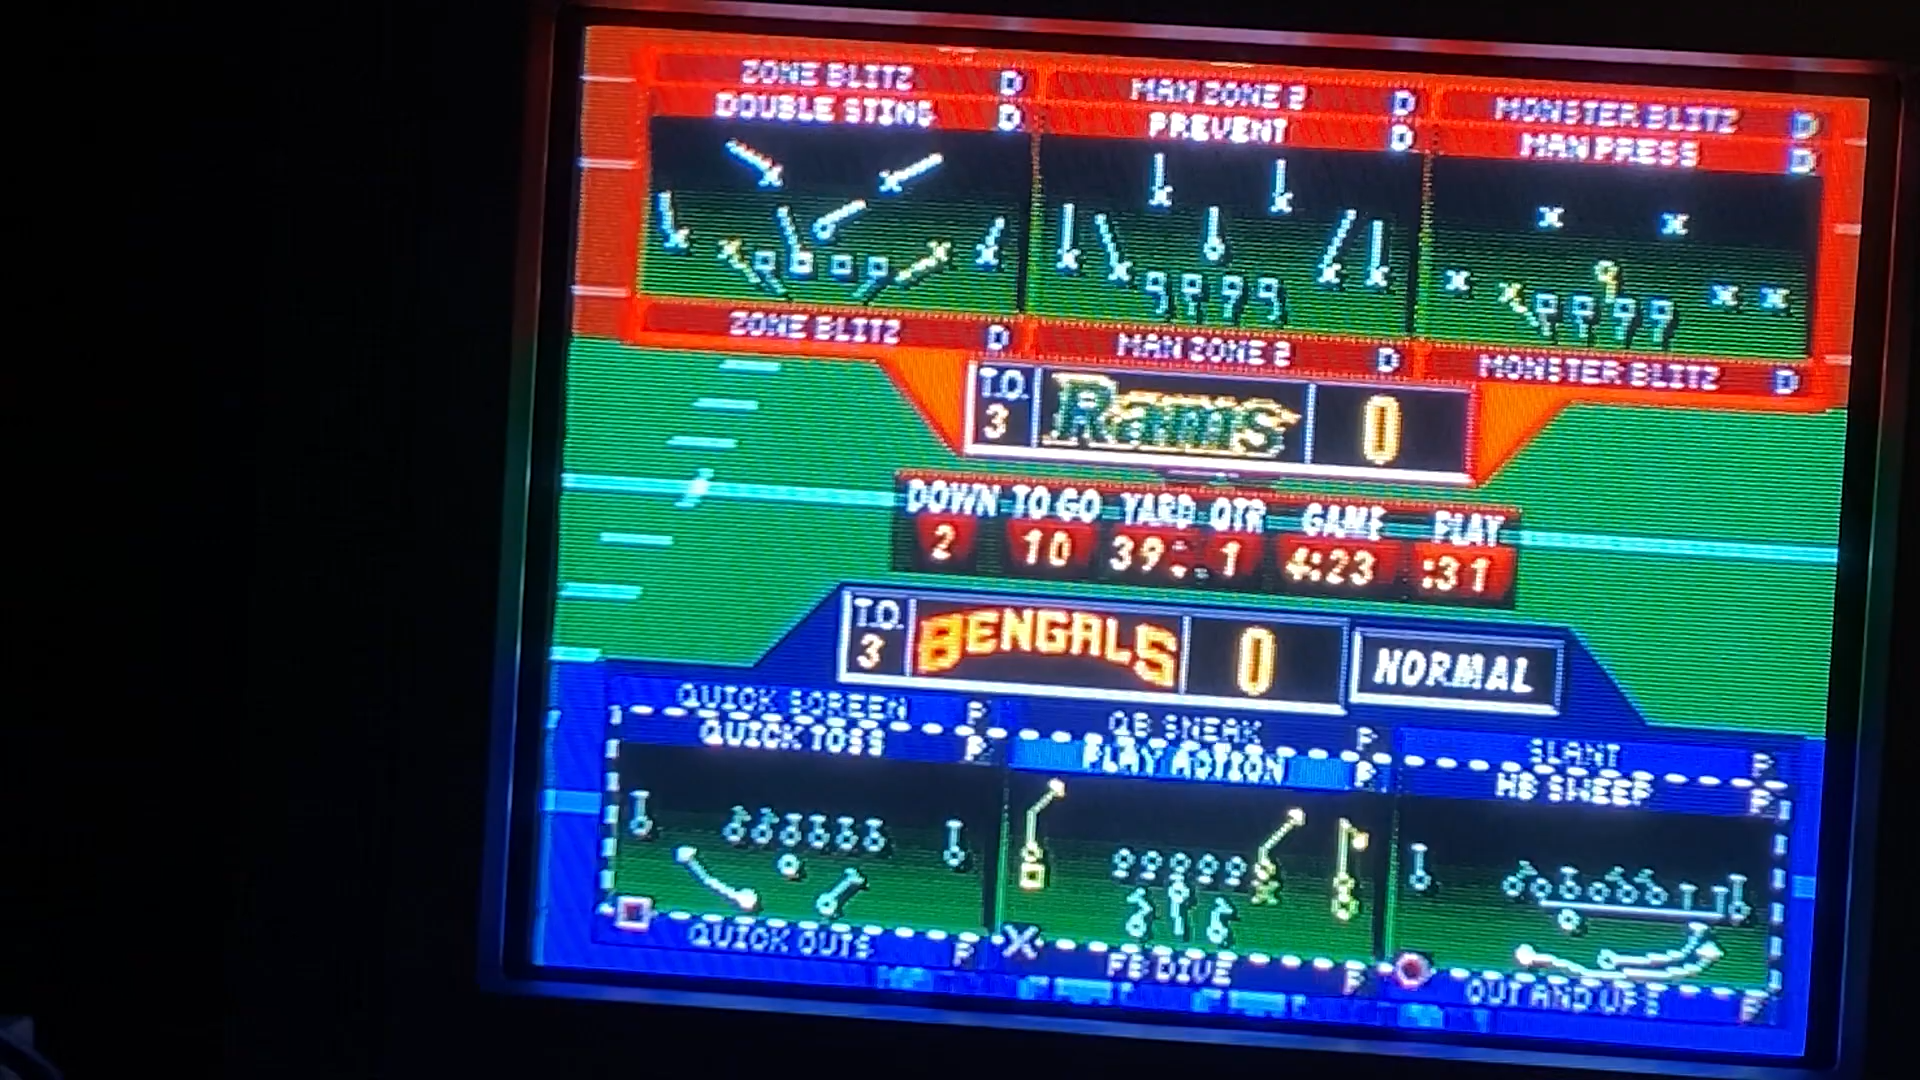 ZONE BLITZ D MAN ZONE 2 D MONSTER BLITZ D
DOUBLE STING D PREVENT D MAN PRESS D
ZONE BLITZ D MAN ZONE 2 D MONSTER BLITZ D
T.O. 3 Rams 0
DOWN TO GO YARD QTR GAME PLAY
2 10 39 1 4:23 :31
T.O. 3 BENGALS 0 NORMAL
QUICK SCREEN P QB SNEAK P SLANT P
QUICK TOSS P PLAY ACTION P HB SWEEP P
QUICK OUTS P FB DIVE P OUT AND UPS P